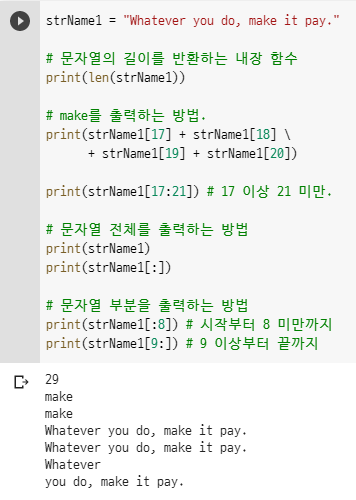 strName1 = "Whatever you do, make it pay."
# 문자열의 길이를 반환하는 내장 함수
print(len(strName1))
# make를 출력하는 방법.
print(strName1[17] + strName1[18] \
+ strName1[19] + strName1[20])
print(strName1[17:21]) # 17 이상 21 미만.
# 문자열 전체를 출력하는 방법
print(strName1)
print(strName1[:])
# 문자열 부분을 출력하는 방법
print(strName1[:8]) # 시작부터 8 미만까지
print(strName1[9:]) # 9 이상부터 끝까지
29
make
make
Whatever you do, make it pay.
Whatever you do, make it pay.
Whatever
you do, make it pay.